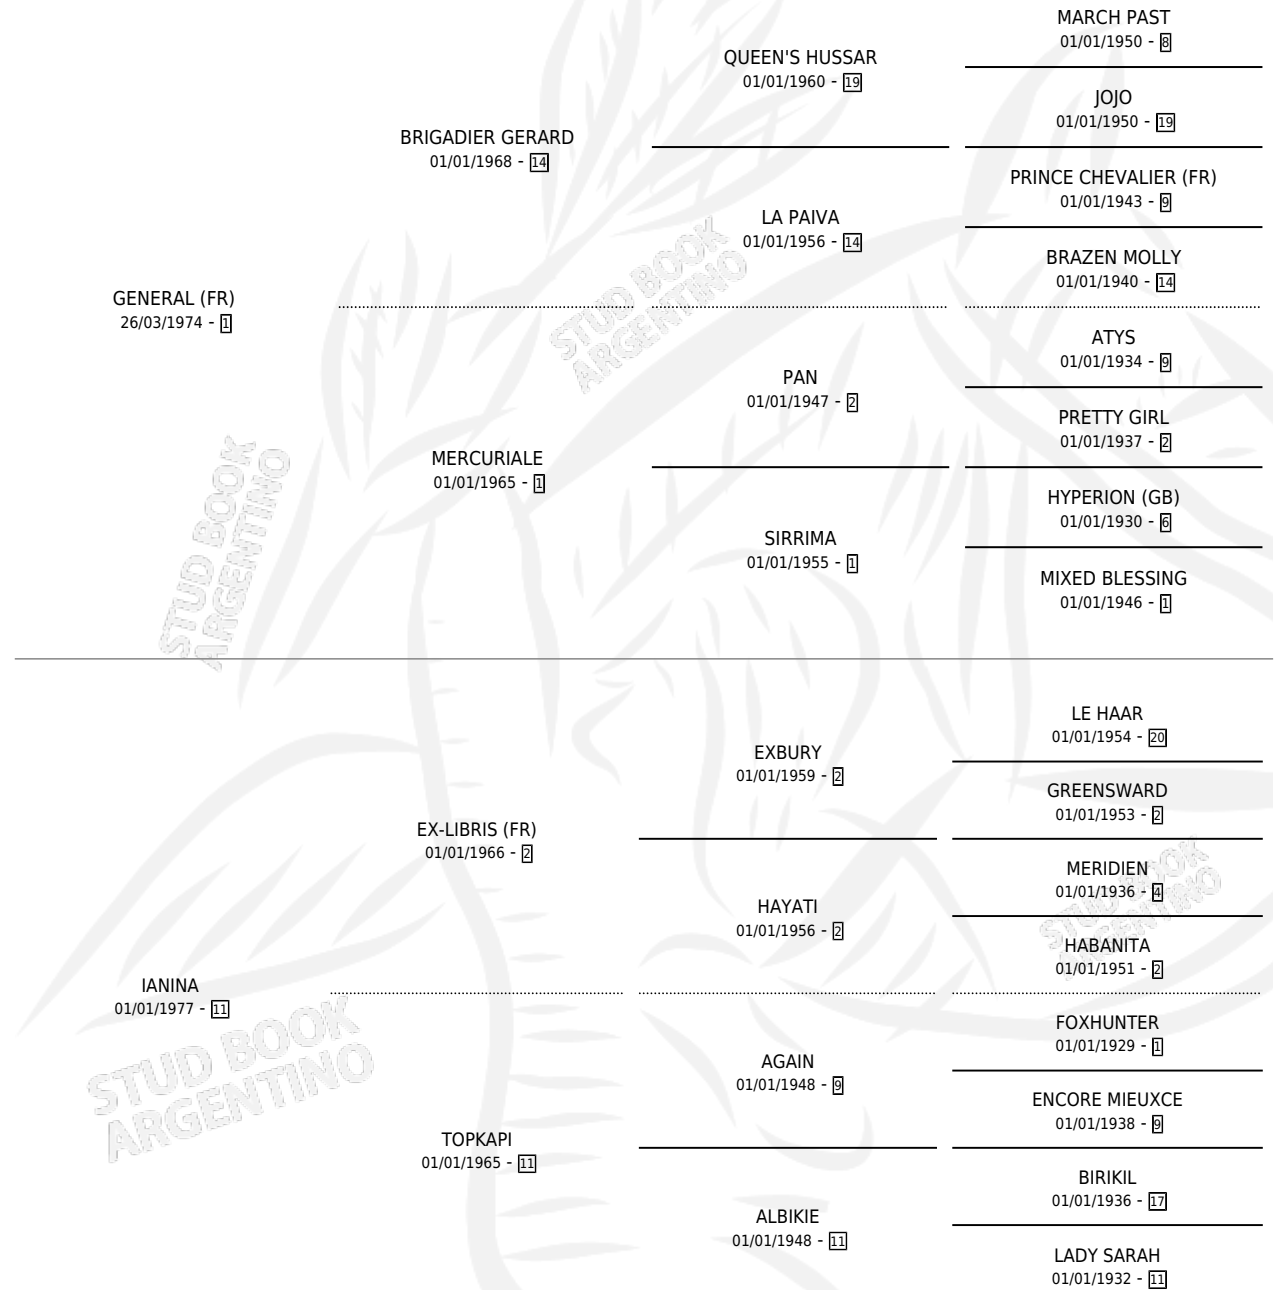 MARCH PAST
01/01/1950 - 8
QUEEN'S HUSSAR
01/01/1960 - 19
JOJO
01/01/1950 - 19
BRIGADIER GERARD
01/01/1968 - 14
PRINCE CHEVALIER (FR)
01/01/1943 - 9
LA PAIVA
01/01/1956 - 14
BRAZEN MOLLY
01/01/1940 - 14
GENERAL (FR)
26/03/1974 - 1
ATYS
01/01/1934 - 9
PAN
01/01/1947 - 2
PRETTY GIRL
01/01/1937 - 2
MERCURIALE
01/01/1965 - 1
HYPERION (GB)
01/01/1930 - 6
SIRRIMA
01/01/1955 - 1
MIXED BLESSING
01/01/1946 - 1
STUD BOOK
ARGENTINO
STUD BOOK
ARGENTINO
LE HAAR
01/01/1954 - 20
EXBURY
01/01/1959 - 2
GREENSWARD
01/01/1953 - 2
EX-LIBRIS (FR)
01/01/1966 - 2
MERIDIEN
01/01/1936 - 4
HAYATI
01/01/1956 - 2
HABANITA
01/01/1951 - 2
IANINA
01/01/1977 - 11
FOXHUNTER
01/01/1929 - 1
AGAIN
01/01/1948 - 9
ENCORE MIEUXCE
01/01/1938 - 9
TOPKAPI
01/01/1965 - 11
BIRIKIL
01/01/1936 - 17
ALBIKIE
01/01/1948 - 11
LADY SARAH
01/01/1932 - 11
STUD BOOK
ARGENTINO
STUD BOOK
ARGENTINO